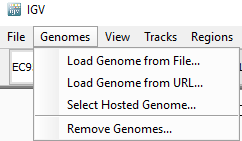 IGV
File Genomes View Tracks Regions
EC9
Load Genome from File...
Load Genome from URL...
Select Hosted Genome...
Remove Genomes...